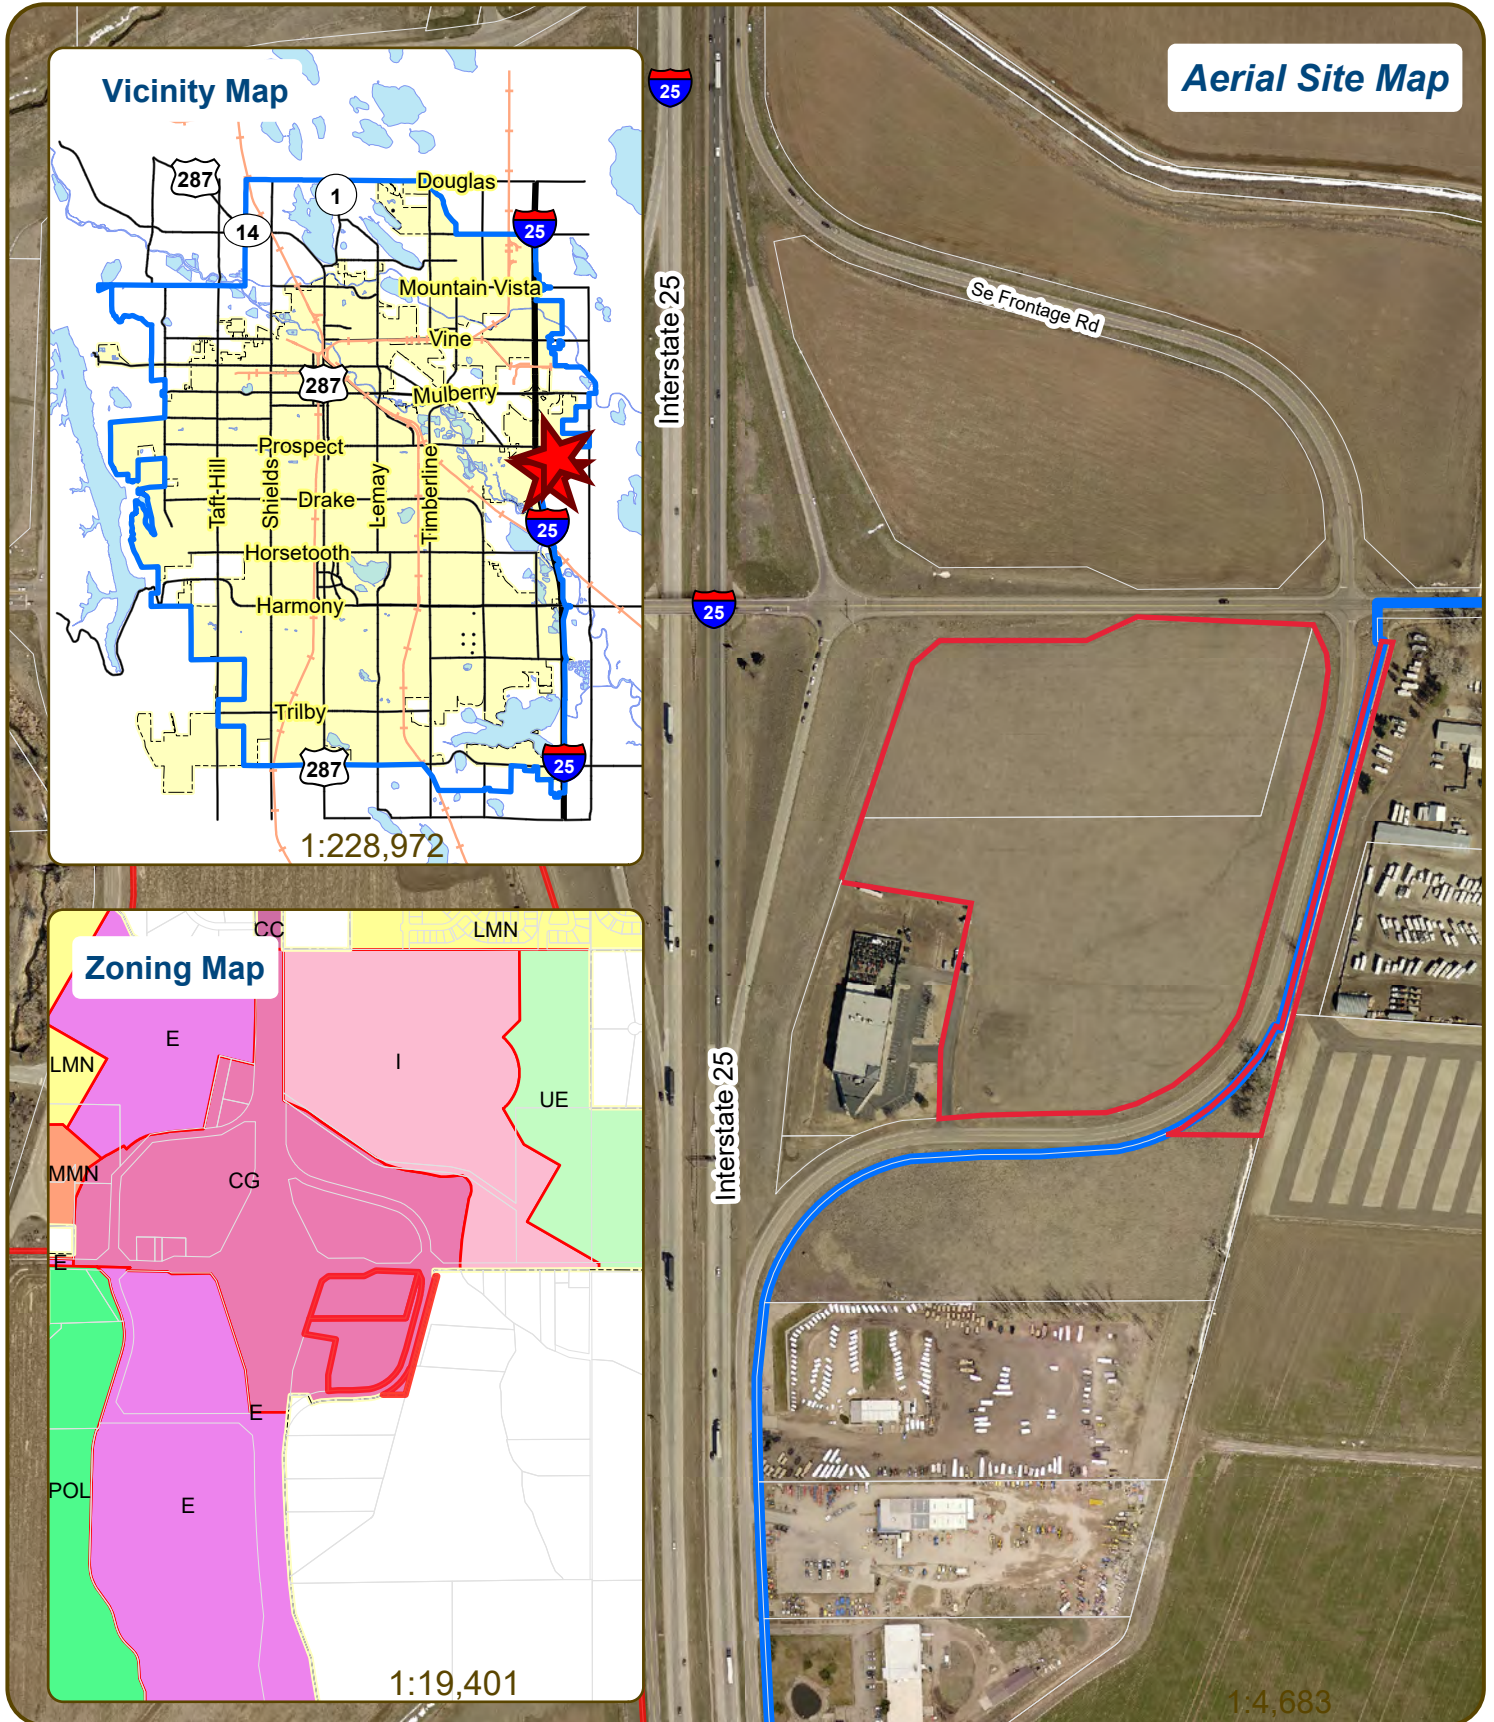 Vicinity Map
Aerial Site Map
25
287
1
Douglas
14
25
Mountain-Vista
Interstate 25
Se Frontage Rd
Vine
287
Mulberry
Prospect
Taft-Hill
Shields
Drake
Lemay
Timberline
25
Horsetooth
Harmony
25
Trilby
287
25
1:228,972
CC
LMN
Zoning Map
E
I
LMN
UE
MMN
CG
Interstate 25
E
E
POL
E
1:19,401
1:4,683